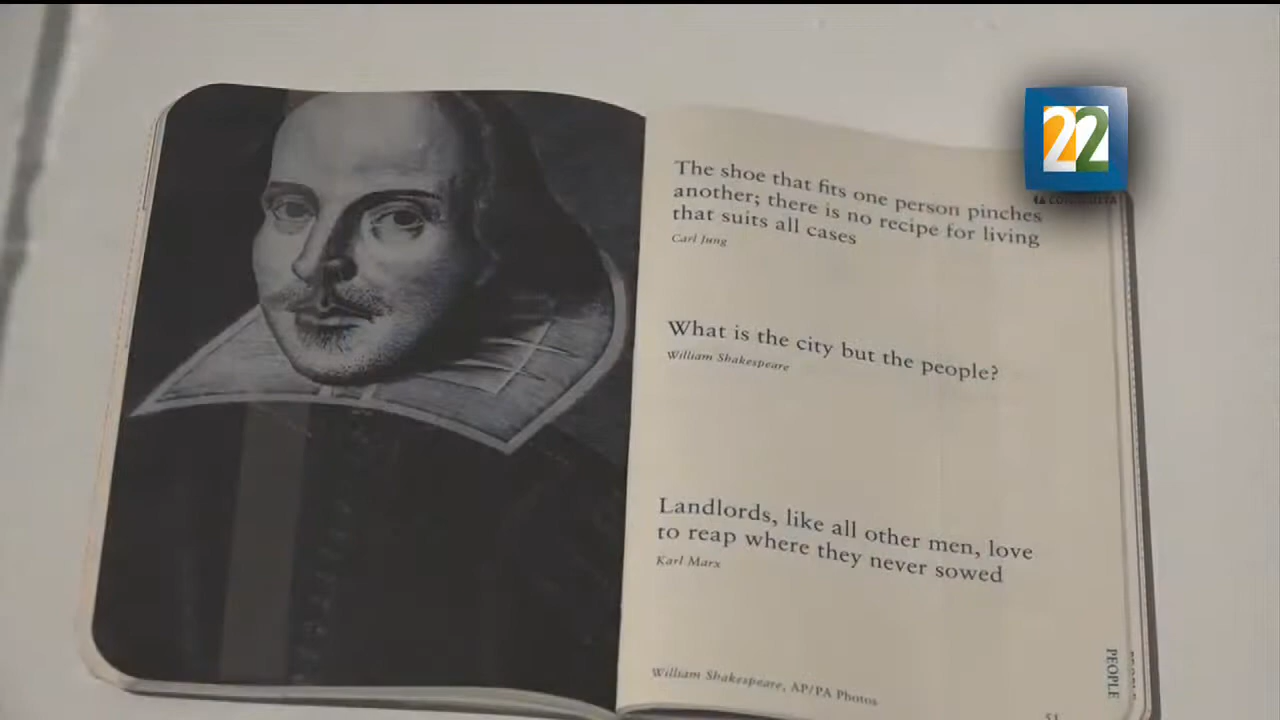 22
The shoe that fits one person pinches
another; there is no recipe for living
that suits all cases
Carl Jung
What is the city but the people?
William Shakespeare
Landlords, like all other men, love
to reap where they never sowed
Karl Marx
William Shakespeare, AP/PA Photos
PEOPLE
51